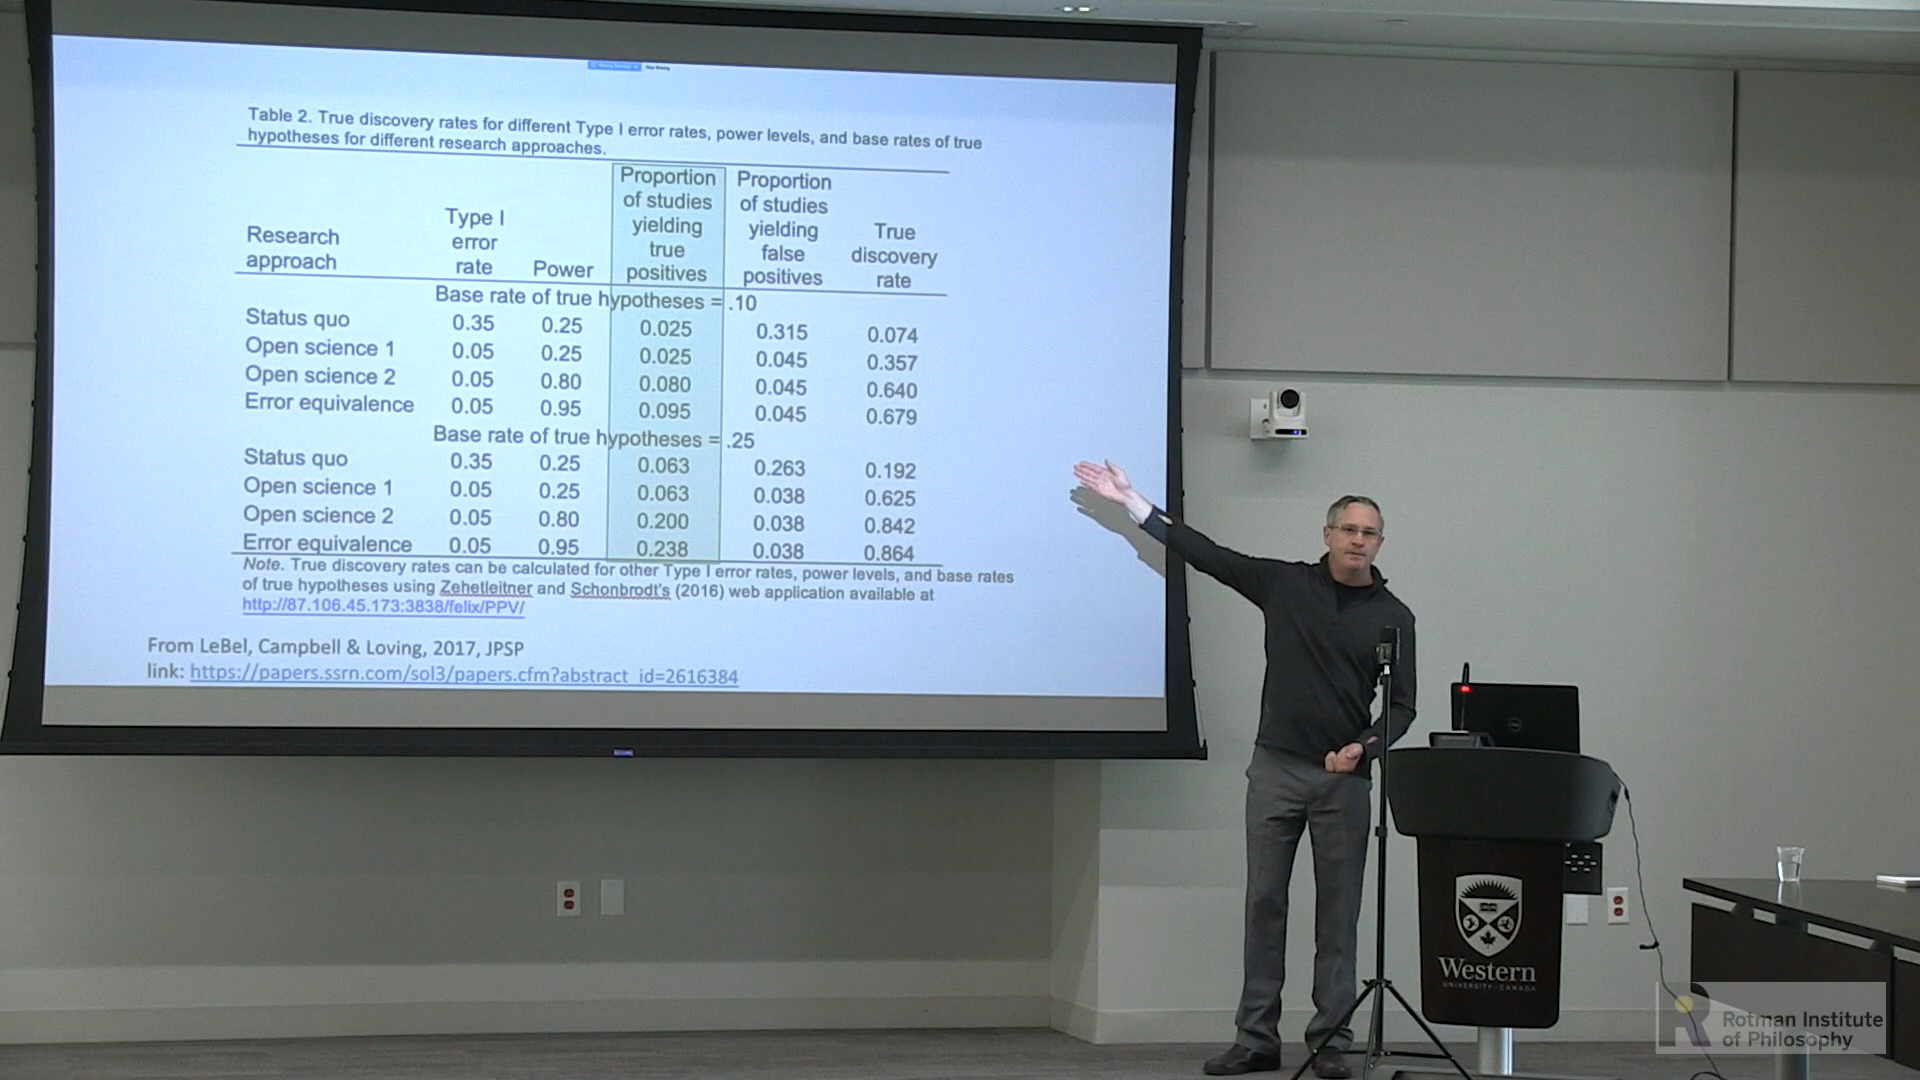 Table 2. True discovery rates for different Type I error rates, power levels, and base rates of true
hypotheses for different research approaches.
Research approach
Type I error rate
Power
Proportion of studies yielding true positives
Proportion of studies yielding false positives
True discovery rate
Base rate of true hypotheses = .10
Status quo 0.35 0.25 0.025 0.315 0.074
Open science 1 0.05 0.25 0.025 0.045 0.357
Open science 2 0.05 0.80 0.080 0.045 0.640
Error equivalence 0.05 0.95 0.095 0.045 0.679
Base rate of true hypotheses = .25
Status quo 0.35 0.25 0.063 0.263 0.192
Open science 1 0.05 0.25 0.063 0.038 0.625
Open science 2 0.05 0.80 0.200 0.038 0.842
Error equivalence 0.05 0.95 0.238 0.038 0.864
Note. True discovery rates can be calculated for other Type I error rates, power levels, and base rates
of true hypotheses using Zehetleitner and Schonbrodt's (2016) web application available at
http://87.106.45.173:3838/felix/PPV/
From LeBel, Campbell & Loving, 2017, JPSP
link: https://papers.ssrn.com/sol3/papers.cfm?abstract_id=2616384
Western
UNIVERSITY · CANADA
Rotman Institute
of Philosophy